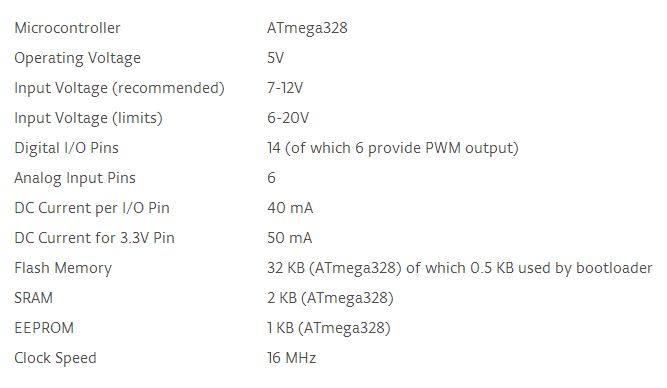 Microcontroller ATmega328
Operating Voltage 5V
Input Voltage (recommended) 7-12V
Input Voltage (limits) 6-20V
Digital I/O Pins 14 (of which 6 provide PWM output)
Analog Input Pins 6
DC Current per I/O Pin 40 mA
DC Current for 3.3V Pin 50 mA
Flash Memory 32 KB (ATmega328) of which 0.5 KB used by bootloader
SRAM 2 KB (ATmega328)
EEPROM 1 KB (ATmega328)
Clock Speed 16 MHz